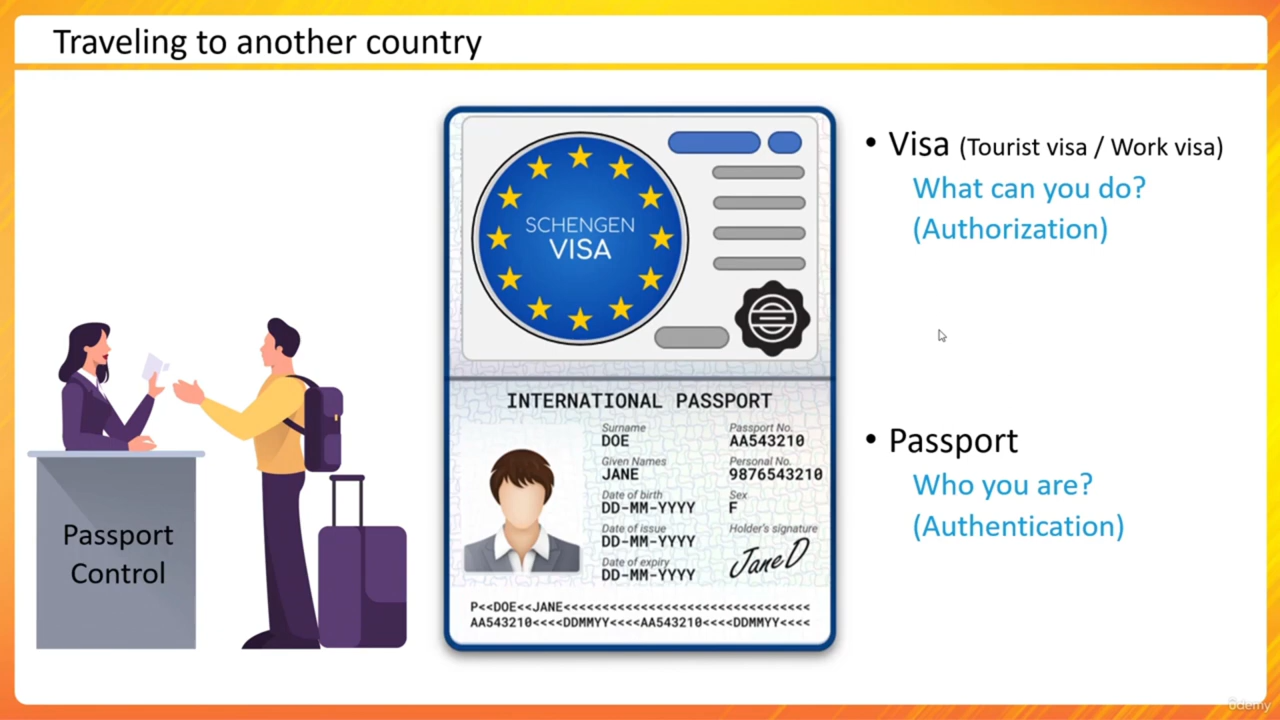 Traveling to another country
SCHENGEN
VISA
INTERNATIONAL PASSPORT
Surname
DOE
Passport No.
AA543210
Given Names
JANE
Personal No.
9876543210
Date of birth
DD-MM-YYYY
Sex
F
Date of issue
DD-MM-YYYY
Holder's signature
JaneD
Date of expiry
DD-MM-YYYY
P<<DOE<<JANE<<<<<<<<<<<<<<<<<<<<<<<<<<<<<<<<
AA543210<<<<DDMMYY<<<<AA543210<<<<DDMMYY<<<<
Passport
Control
• Visa (Tourist visa / Work visa)
What can you do?
(Authorization)
• Passport
Who you are?
(Authentication)
ûdemy